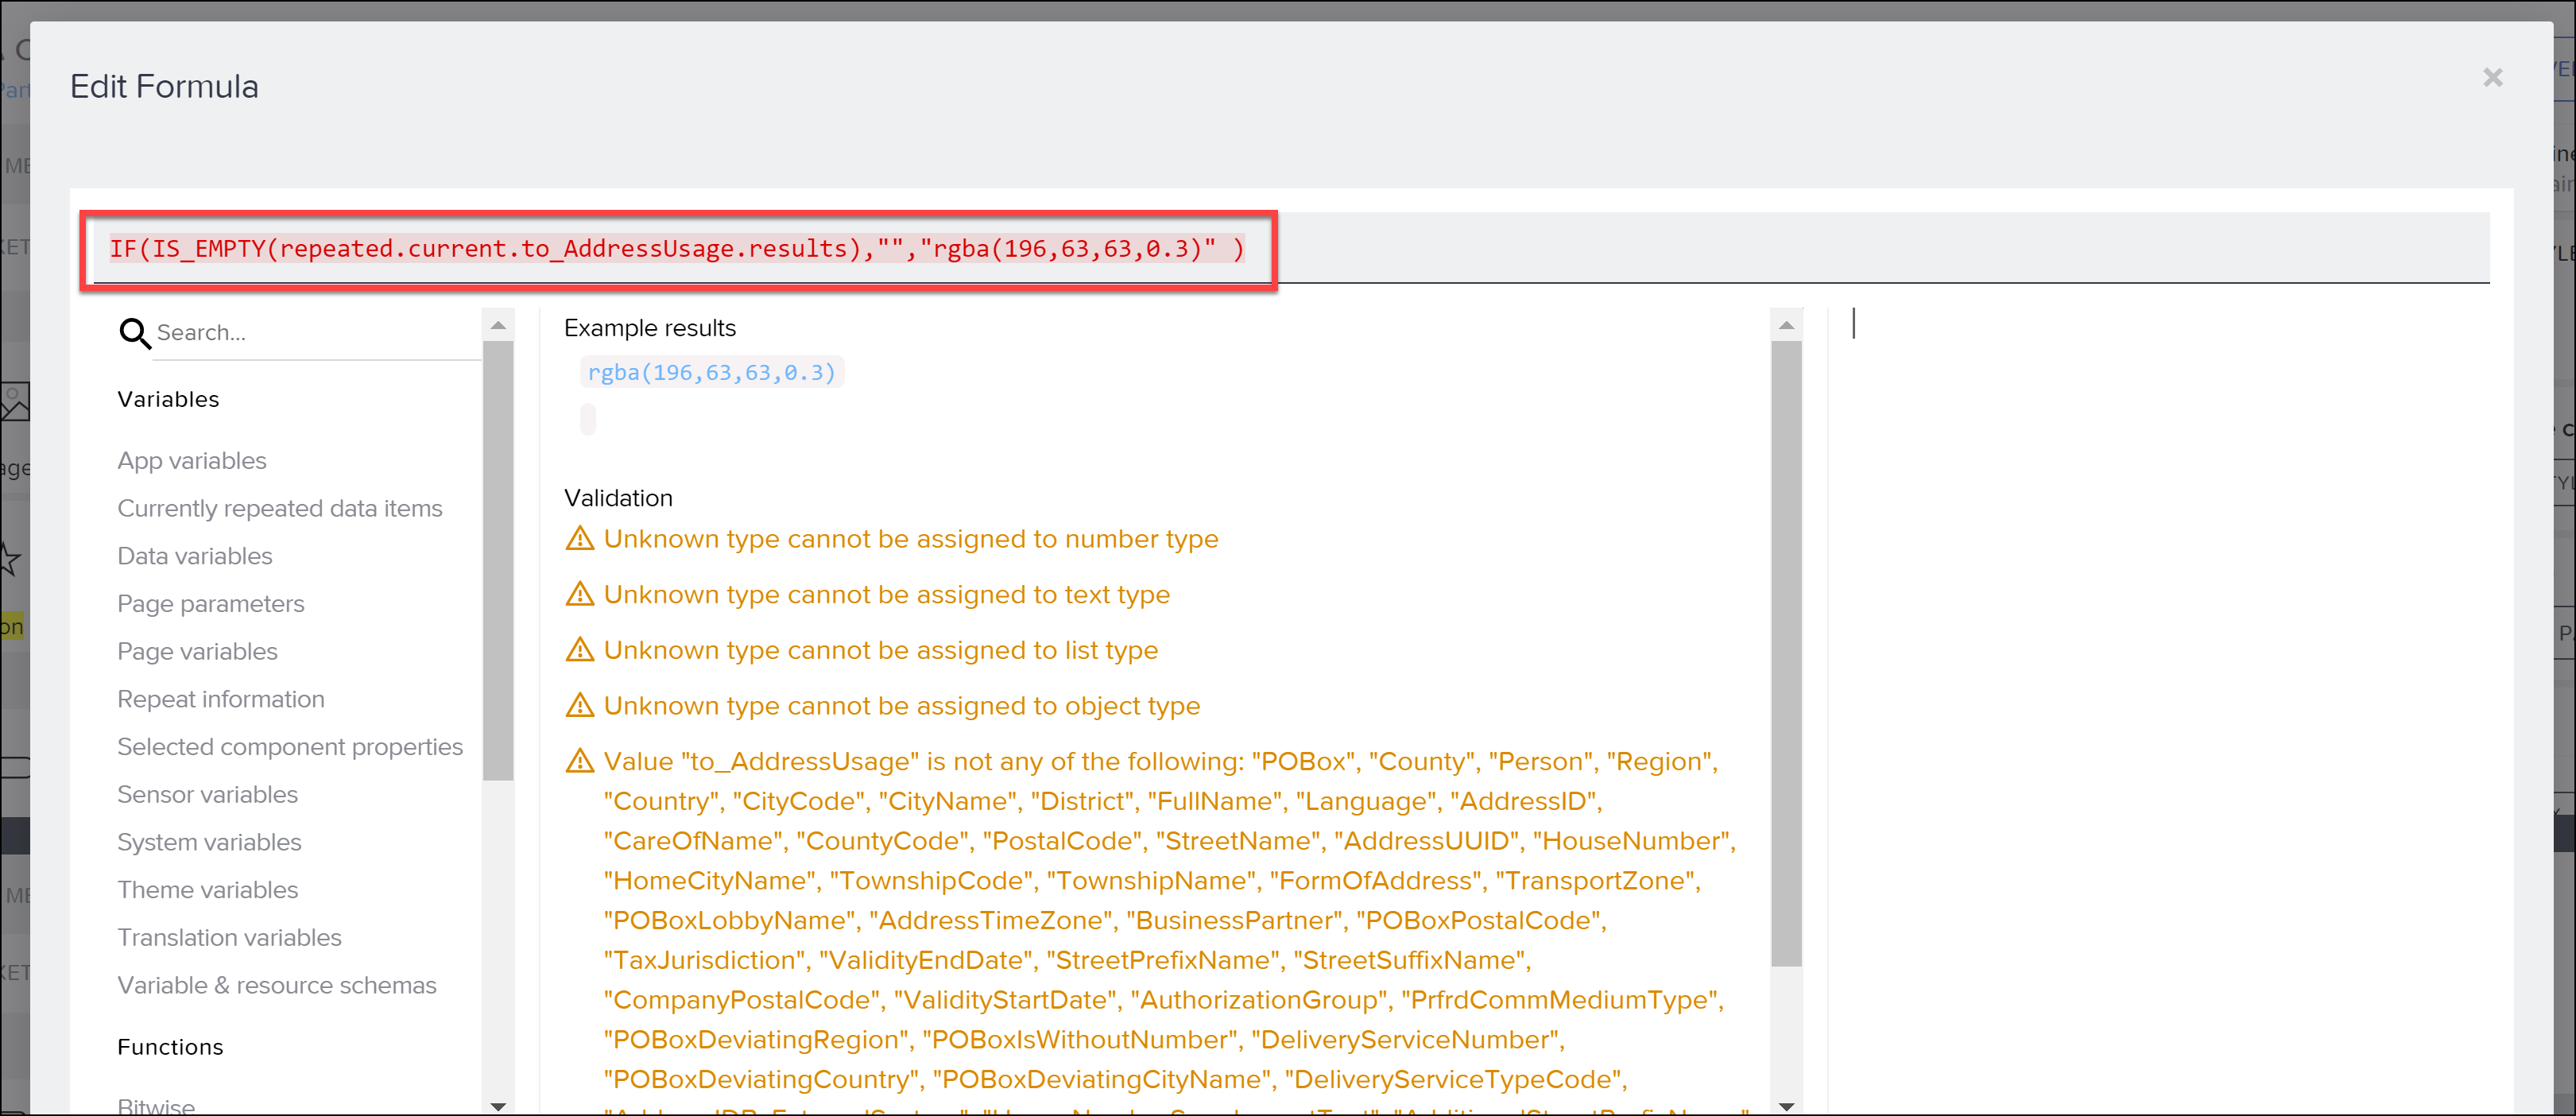 Edit Formula
×
IF(IS_EMPTY(repeated.current.to_AddressUsage.results),"","rgba(196,63,63,0.3)" )
Search...
Variables
App variables
Currently repeated data items
Data variables
Page parameters
Page variables
Repeat information
Selected component properties
Sensor variables
System variables
Theme variables
Translation variables
Variable & resource schemas
Functions
Bitwise
Example results
rgba(196,63,63,0.3)
Validation
Unknown type cannot be assigned to number type
Unknown type cannot be assigned to text type
Unknown type cannot be assigned to list type
Unknown type cannot be assigned to object type
Value "to_AddressUsage" is not any of the following: "POBox", "County", "Person", "Region",
"Country", "CityCode", "CityName", "District", "FullName", "Language", "AddressID",
"CareOfName", "CountyCode", "PostalCode", "StreetName", "AddressUUID", "HouseNumber",
"HomeCityName", "TownshipCode", "TownshipName", "FormOfAddress", "TransportZone",
"POBoxLobbyName", "AddressTimeZone", "BusinessPartner", "POBoxPostalCode",
"TaxJurisdiction", "ValidityEndDate", "StreetPrefixName", "StreetSuffixName",
"CompanyPostalCode", "ValidityStartDate", "AuthorizationGroup", "PrfrdCommMediumType",
"POBoxDeviatingRegion", "POBoxIsWithoutNumber", "DeliveryServiceNumber",
"POBoxDeviatingCountry", "POBoxDeviatingCityName", "DeliveryServiceTypeCode",